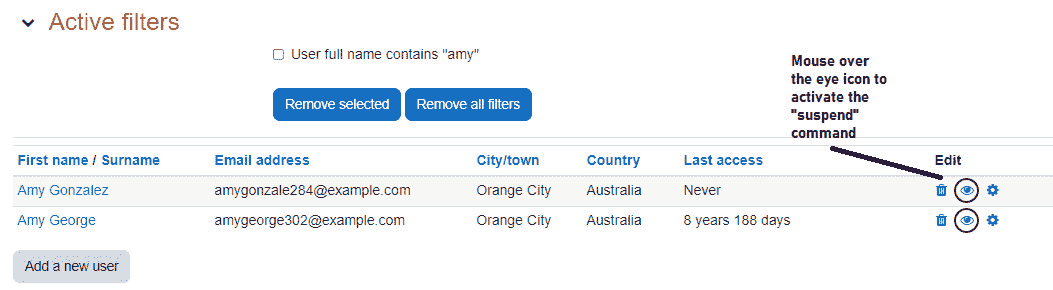 Active filters
User full name contains "amy"
Remove selected Remove all filters
Mouse over
the eye icon to
activate the
"suspend"
command
First name / Surname Email address City/town Country Last access Edit
Amy Gonzalez amygonzale284@example.com Orange City Australia Never
Amy George amygeorge302@example.com Orange City Australia 8 years 188 days
Add a new user